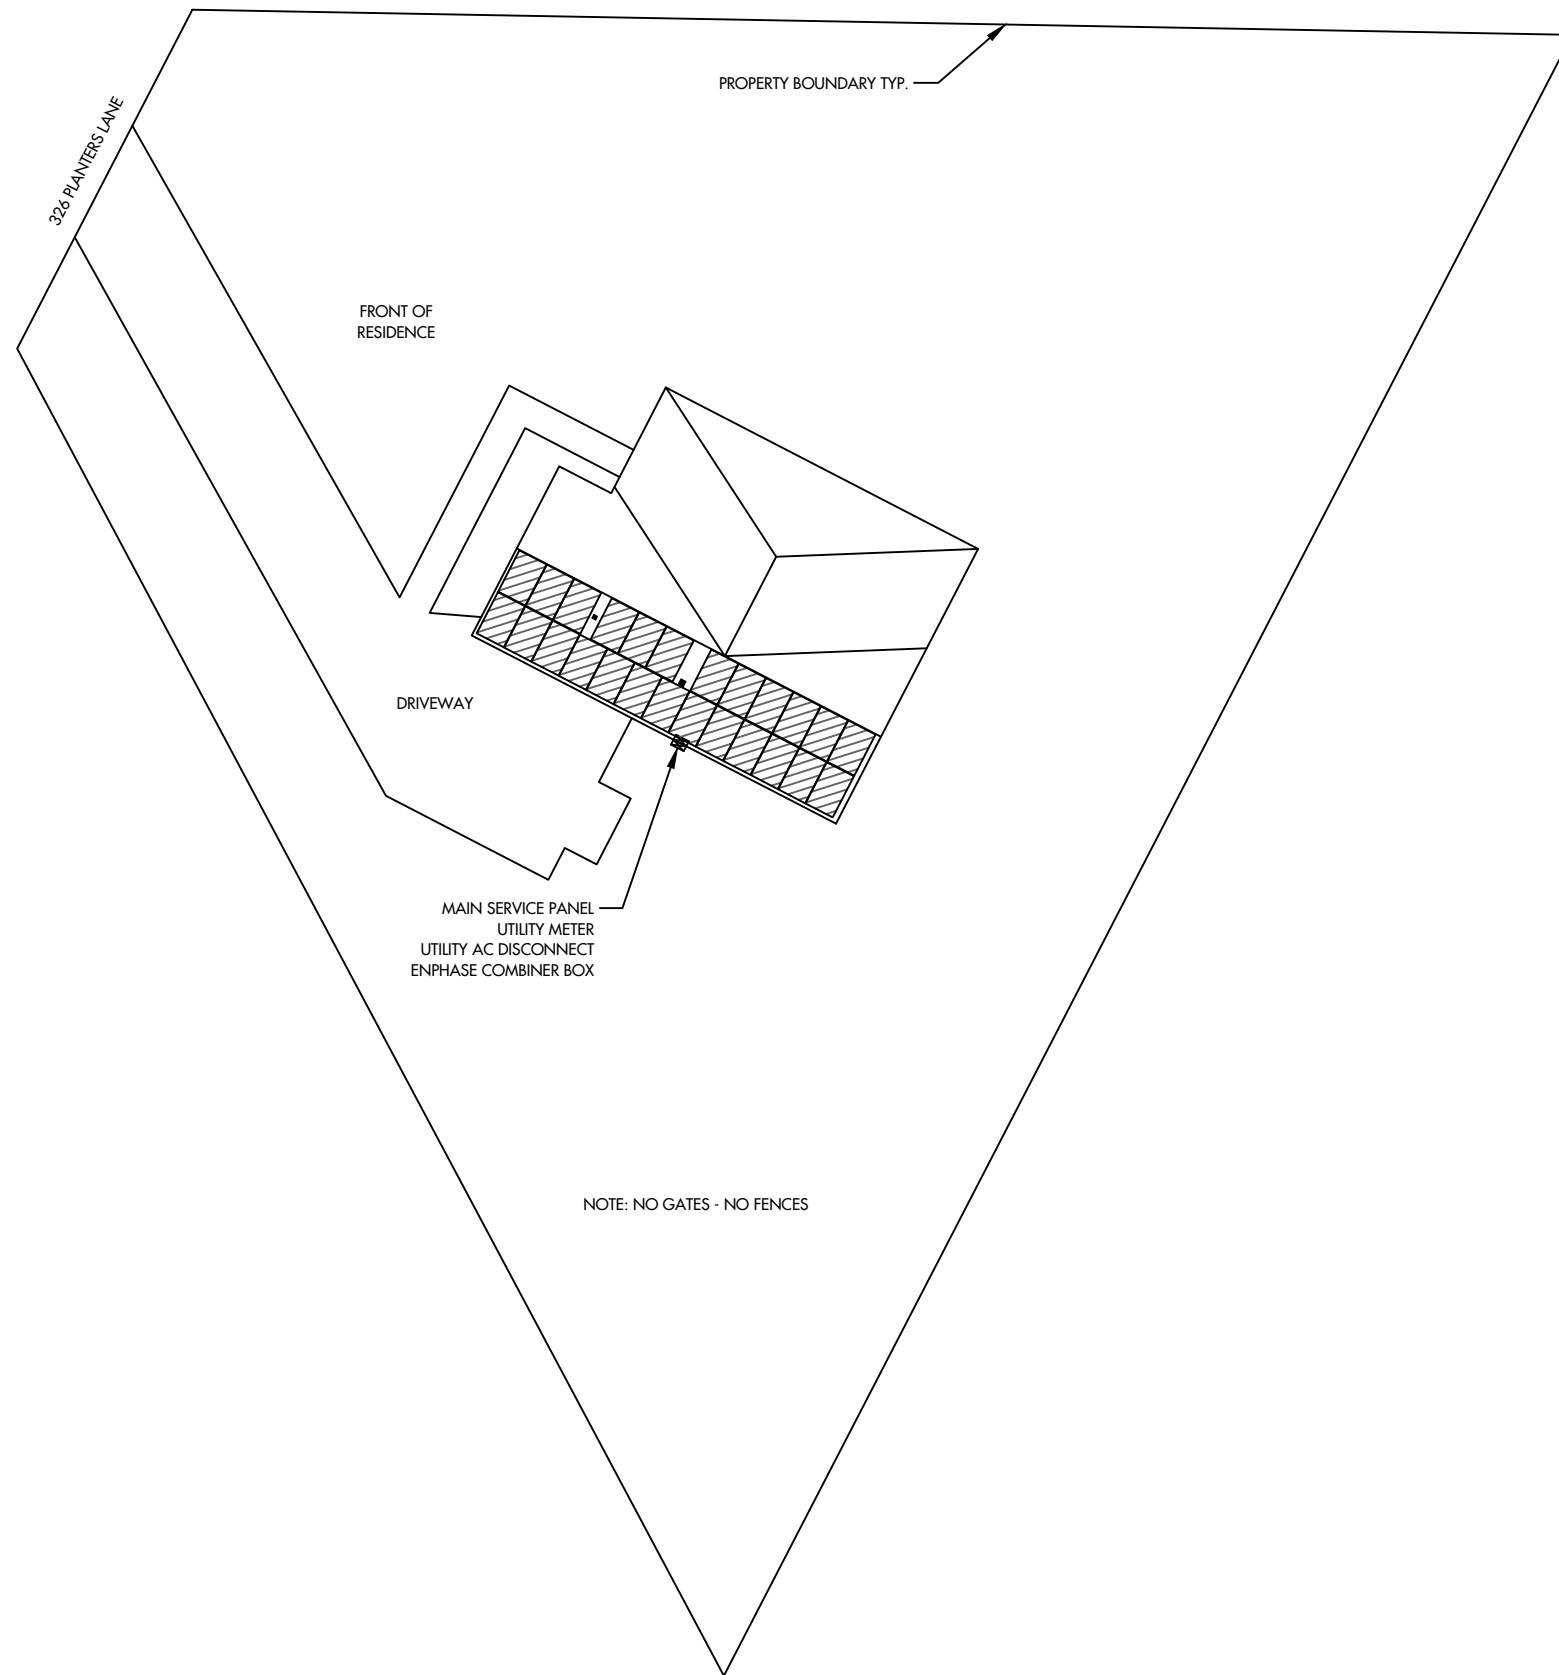 PROPERTY BOUNDARY TYP.
326 PLANTERS LANE
FRONT OF
RESIDENCE
DRIVEWAY
MAIN SERVICE PANEL
UTILITY METER
UTILITY AC DISCONNECT
ENPHASE COMBINER BOX
NOTE: NO GATES - NO FENCES